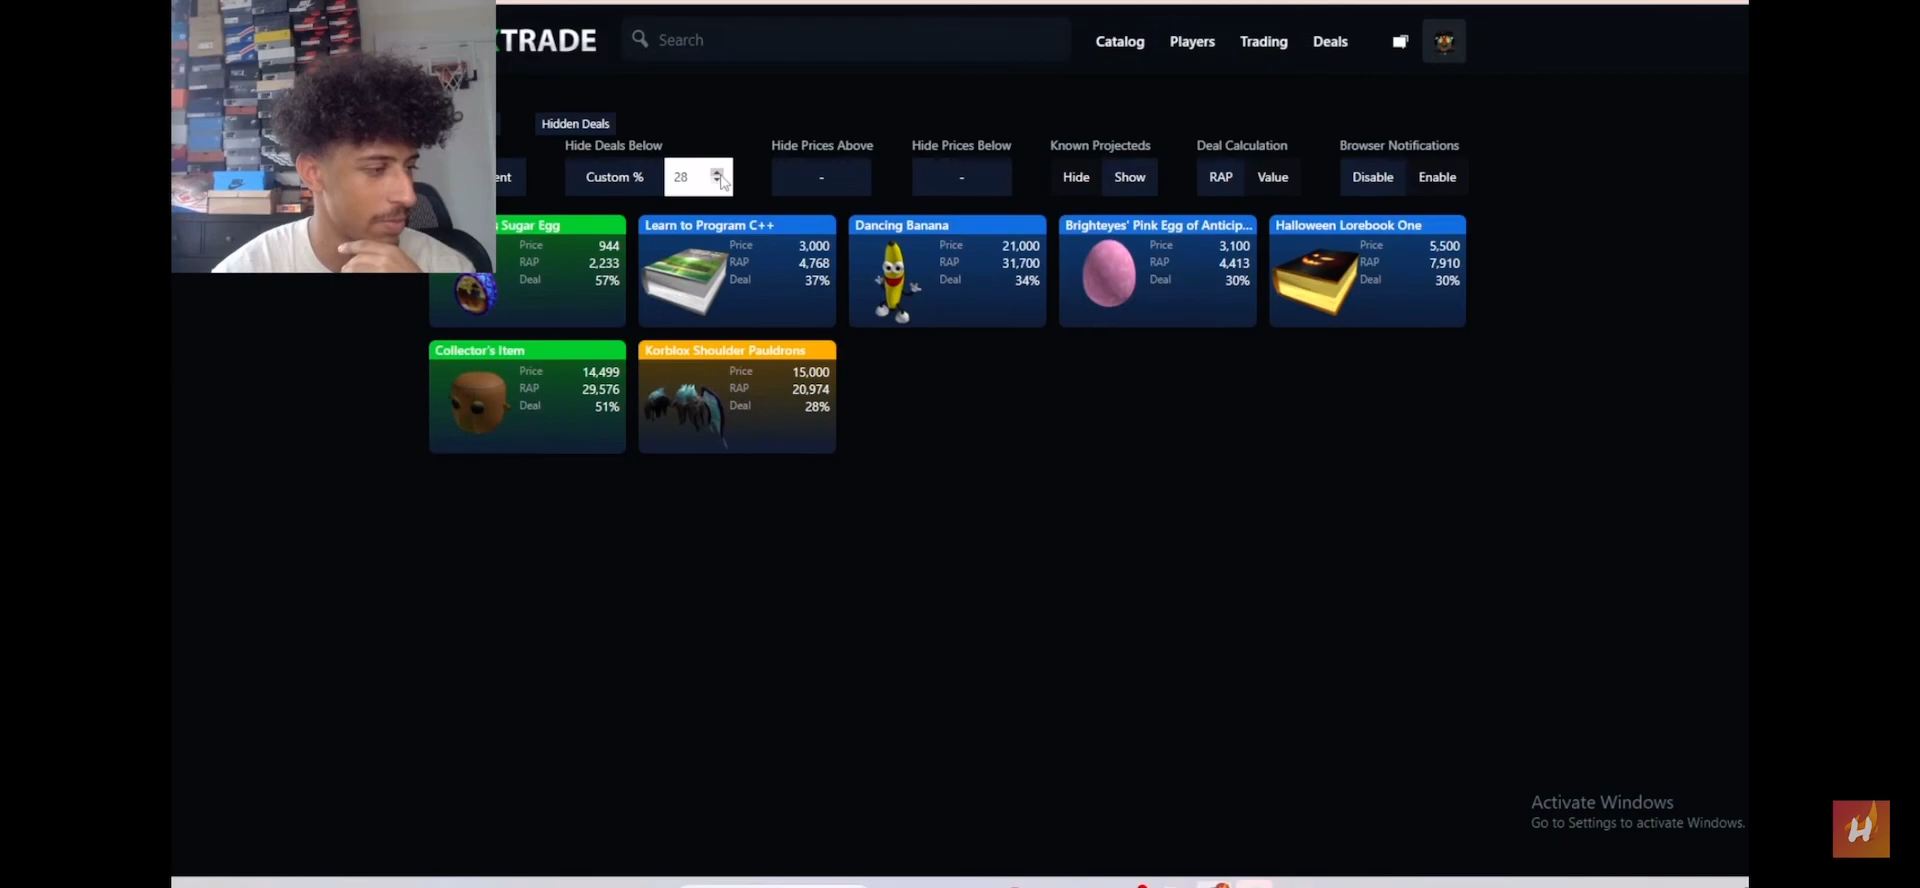 TRADE
Search
Catalog
Players
Trading
Deals
Hidden Deals
Hide Deals Below
Hide Prices Above
Hide Prices Below
Known Projecteds
Deal Calculation
Browser Notifications
Custom %
28
-
-
Hide
Show
RAP
Value
Disable
Enable
Sugar Egg
Price 944
RAP 2,233
Deal 57%
Learn to Program C++
Price 3,000
RAP 4,768
Deal 37%
Dancing Banana
Price 21,000
RAP 31,700
Deal 34%
Brighteyes' Pink Egg of Anticip...
Price 3,100
RAP 4,413
Deal 30%
Halloween Lorebook One
Price 5,500
RAP 7,910
Deal 30%
Collector's Item
Price 14,499
RAP 29,576
Deal 51%
Korblox Shoulder Pauldrons
Price 15,000
RAP 20,974
Deal 28%
Activate Windows
Go to Settings to activate Windows.
H